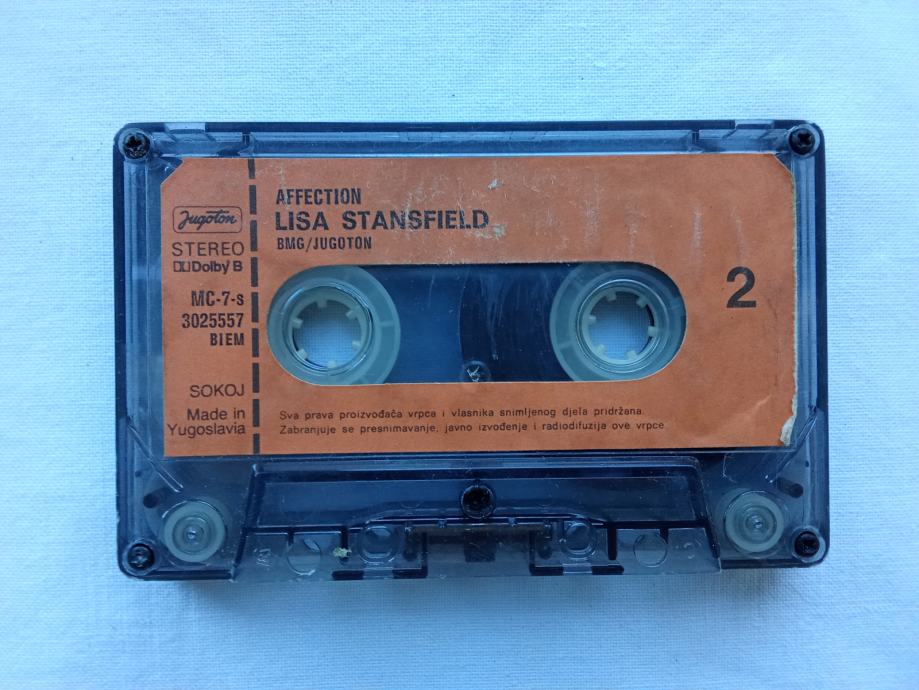 Jugoton
STEREO
Dolby B
MC-7-s
3025557
BIEM
SOKOJ
Made in
Yugoslavia
AFFECTION
LISA STANSFIELD
BMG/JUGOTON
2
Sva prava proizvođača vrpca i vlasnika snimljenog djela pridržana.
Zabranjuje se presnimavanje, javno izvođenje i radiodifuzija ove vrpce